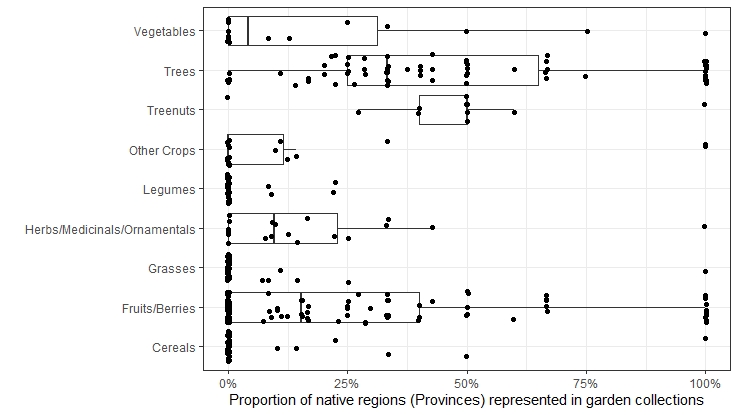 Vegetables
Trees
Treenuts
Other Crops
Legumes
Herbs/Medicinals/Ornamentals
Grasses
Fruits/Berries
Cereals
0% 25% 50% 75% 100%
Proportion of native regions (Provinces) represented in garden collections